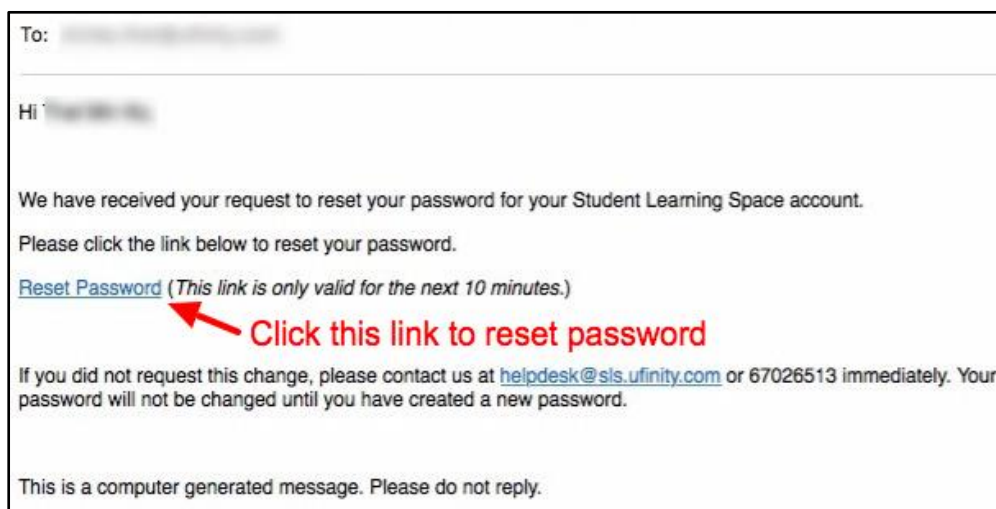 To:
Hi
We have received your request to reset your password for your Student Learning Space account.
Please click the link below to reset your password.
Reset Password (This link is only valid for the next 10 minutes.)
Click this link to reset password
If you did not request this change, please contact us at helpdesk@sls.ufinity.com or 67026513 immediately. Your
password will not be changed until you have created a new password.
This is a computer generated message. Please do not reply.